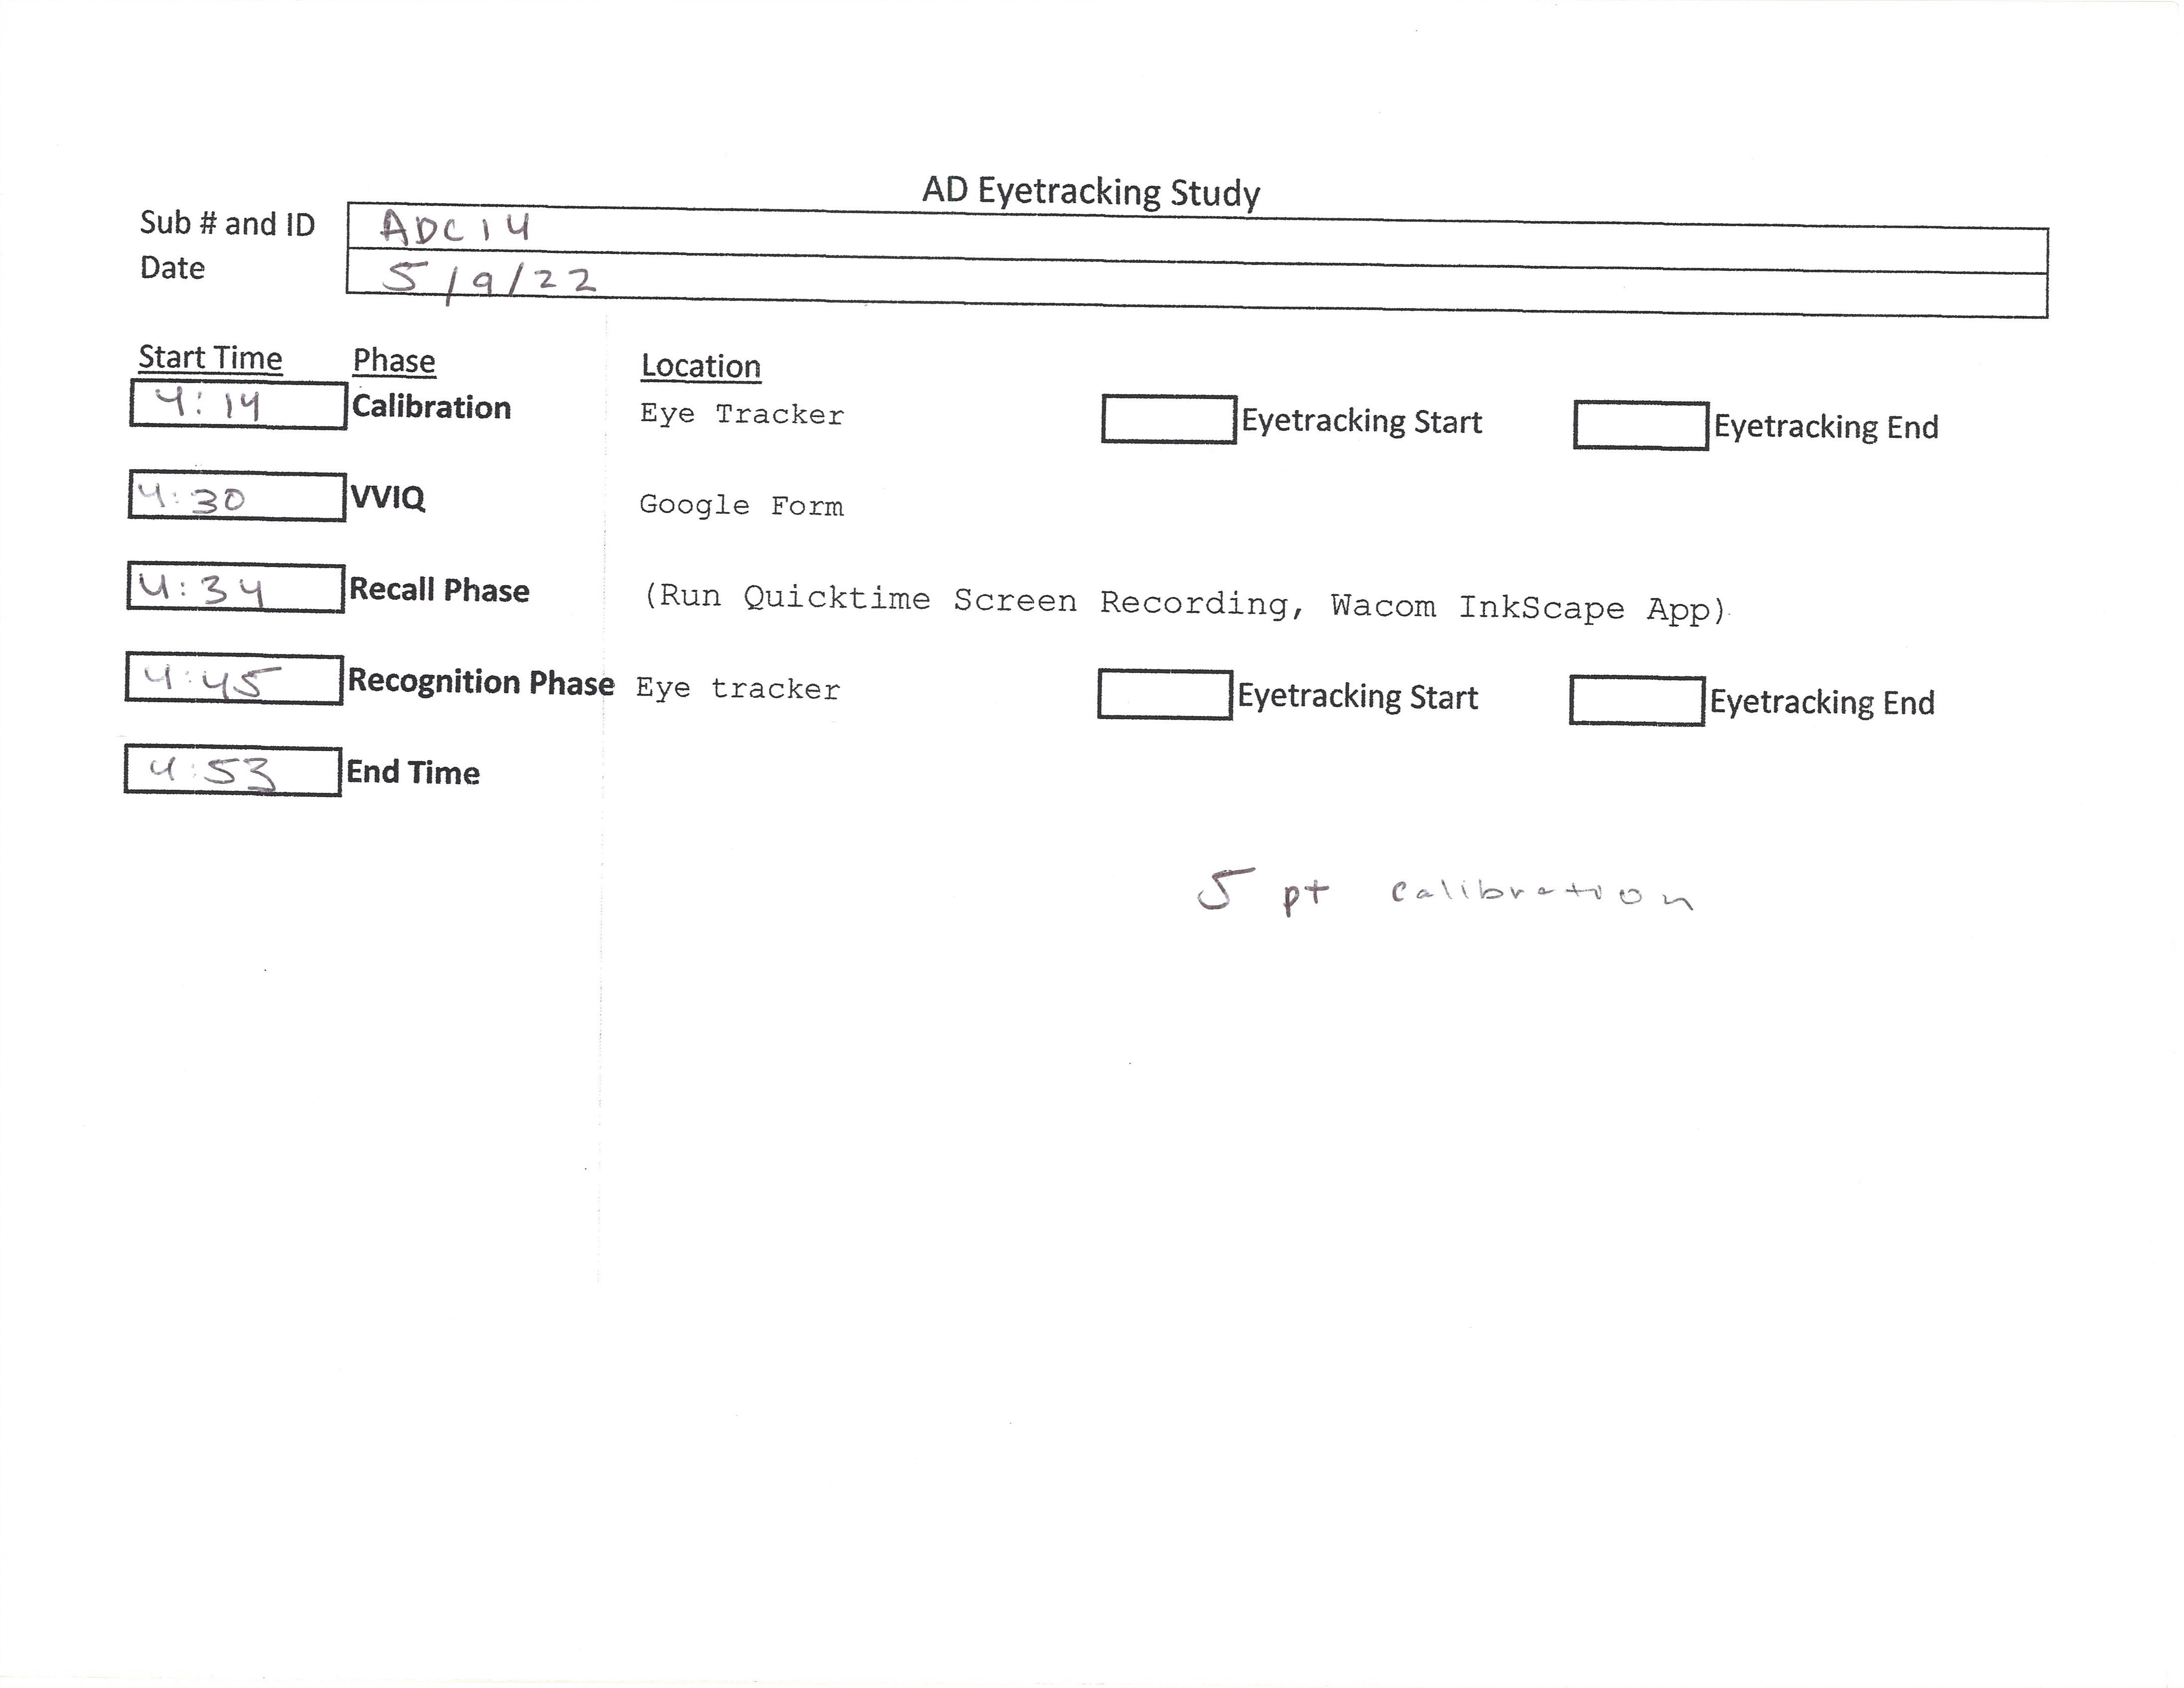 AD Eyetracking Study
Sub # and ID ADC14
Date 5/9/22
Start Time Phase Location
4:14 Calibration Eye Tracker Eyetracking Start Eyetracking End
4:30 VVIQ Google Form
4:34 Recall Phase (Run Quicktime Screen Recording, Wacom InkScape App)
4:45 Recognition Phase Eye tracker Eyetracking Start Eyetracking End
4:53 End Time
5 pt calibration